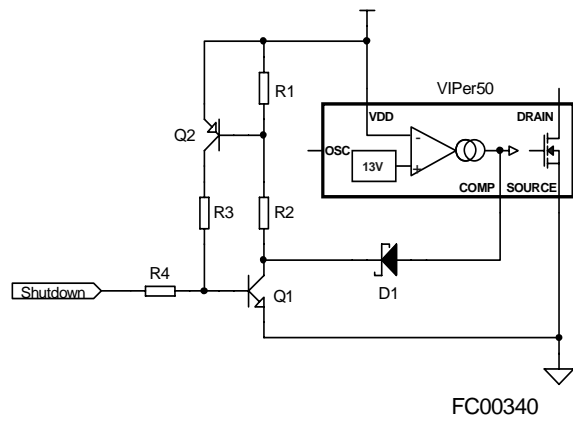 R1
VIPer50
VDD
DRAIN
Q2
-
OSC
13V
+
COMP
SOURCE
R3
R2
R4
Shutdown
Q1
D1
FC00340